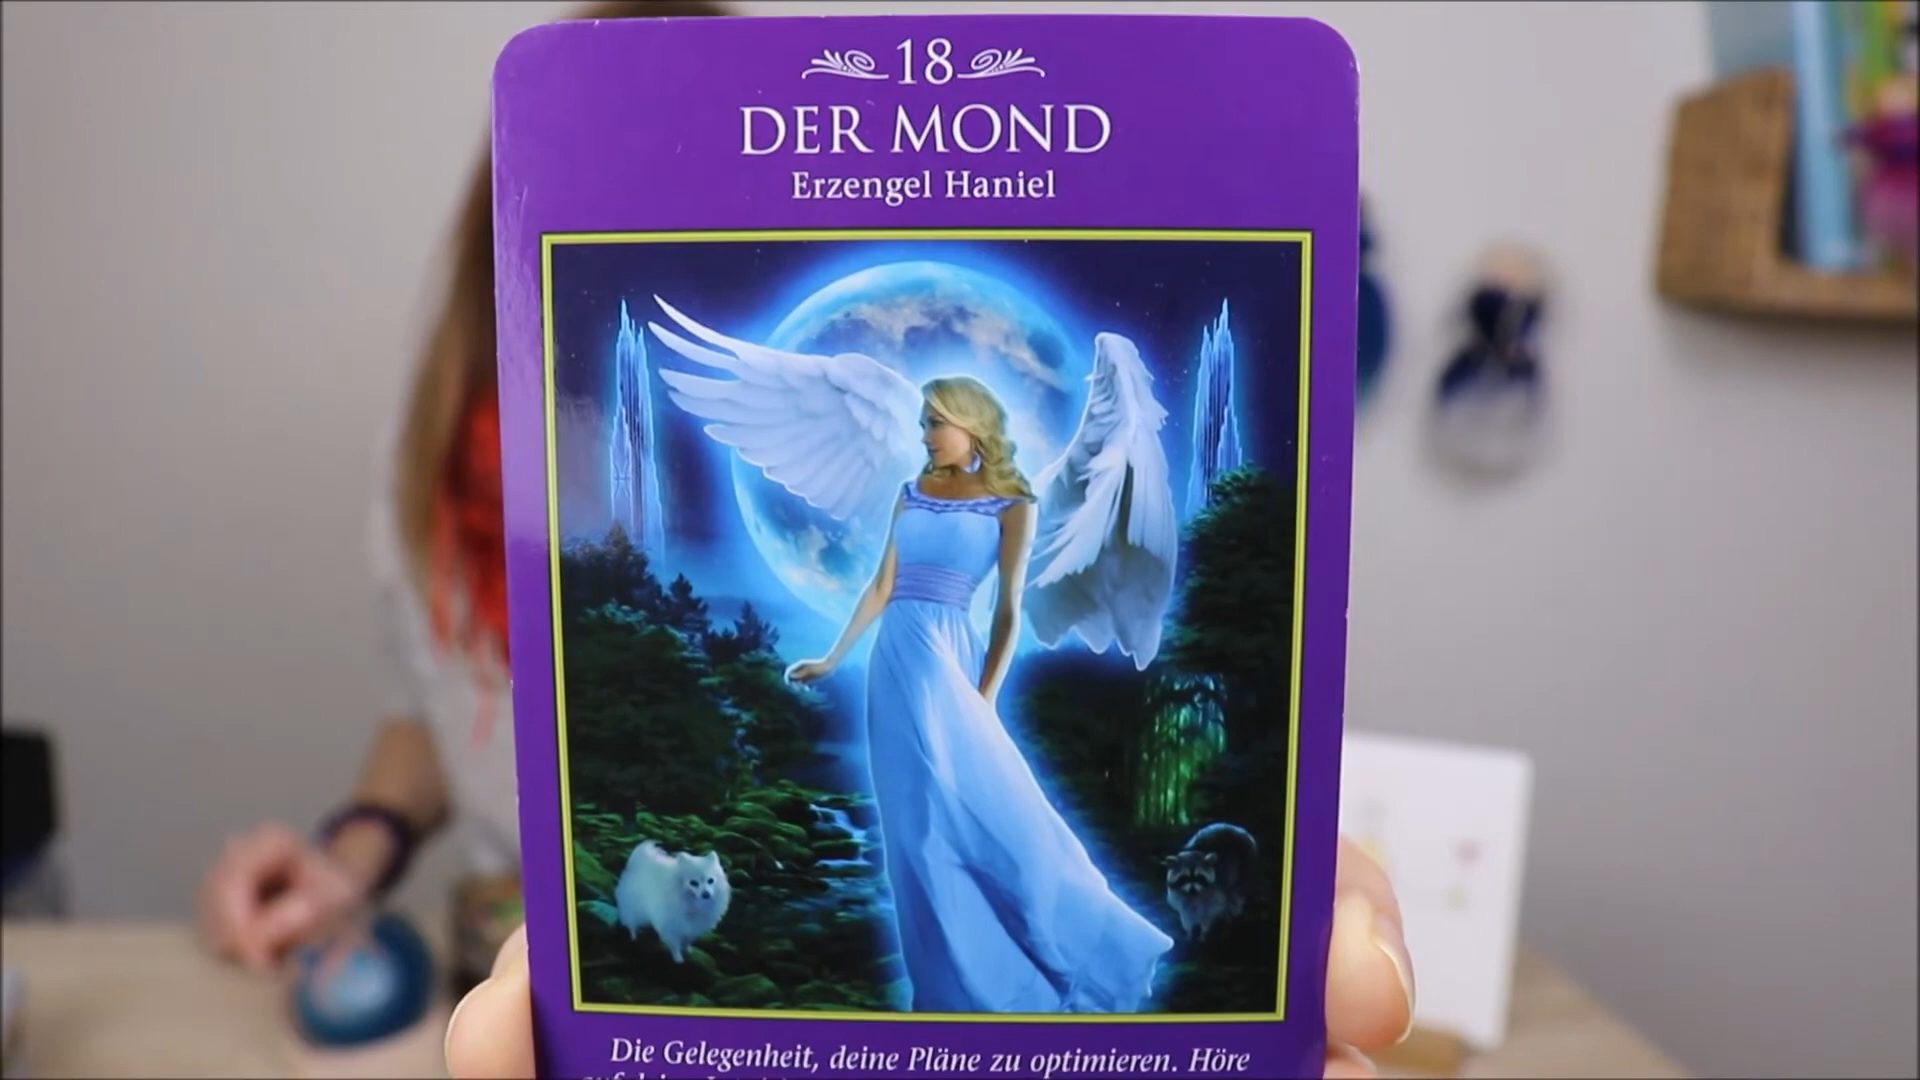 18
DER MOND
Erzengel Haniel
Die Gelegenheit, deine Pläne zu optimieren. Höre